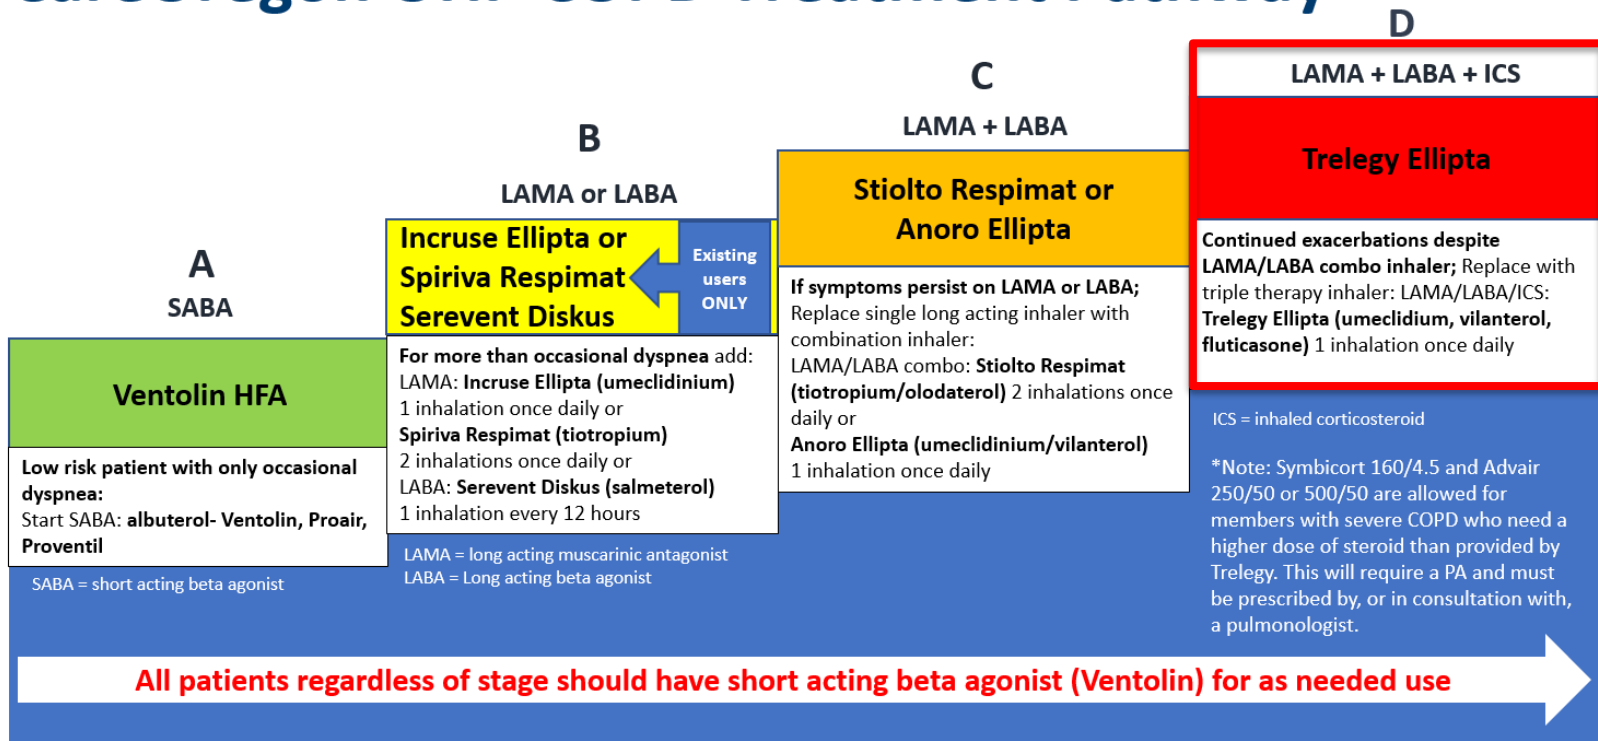 Treatment Pathway
A
SABA
Ventolin HFA
Low risk patient with only occasional
dyspnea:
Start SABA: albuterol- Ventolin, Proair,
Proventil
SABA = short acting beta agonist
B
LAMA or LABA
Incruse Ellipta or
Spiriva Respimat
Serevent Diskus
Existing
users
ONLY
For more than occasional dyspnea add:
LAMA: Incruse Ellipta (umeclidinium)
1 inhalation once daily or
Spiriva Respimat (tiotropium)
2 inhalations once daily or
LABA: Serevent Diskus (salmeterol)
1 inhalation every 12 hours
LAMA = long acting muscarinic antagonist
LABA = Long acting beta agonist
C
LAMA + LABA
Stiolto Respimat or
Anoro Ellipta
If symptoms persist on LAMA or LABA;
Replace single long acting inhaler with
combination inhaler:
LAMA/LABA combo: Stiolto Respimat
(tiotropium/olodaterol) 2 inhalations once
daily or
Anoro Ellipta (umeclidinium/vilanterol)
1 inhalation once daily
D
LAMA + LABA + ICS
Trelegy Ellipta
Continued exacerbations despite
LAMA/LABA combo inhaler; Replace with
triple therapy inhaler: LAMA/LABA/ICS:
Trelegy Ellipta (umeclidium, vilanterol,
fluticasone) 1 inhalation once daily
ICS = inhaled corticosteroid
*Note: Symbicort 160/4.5 and Advair
250/50 or 500/50 are allowed for
members with severe COPD who need a
higher dose of steroid than provided by
Trelegy. This will require a PA and must
be prescribed by, or in consultation with,
a pulmonologist.
All patients regardless of stage should have short acting beta agonist (Ventolin) for as needed use